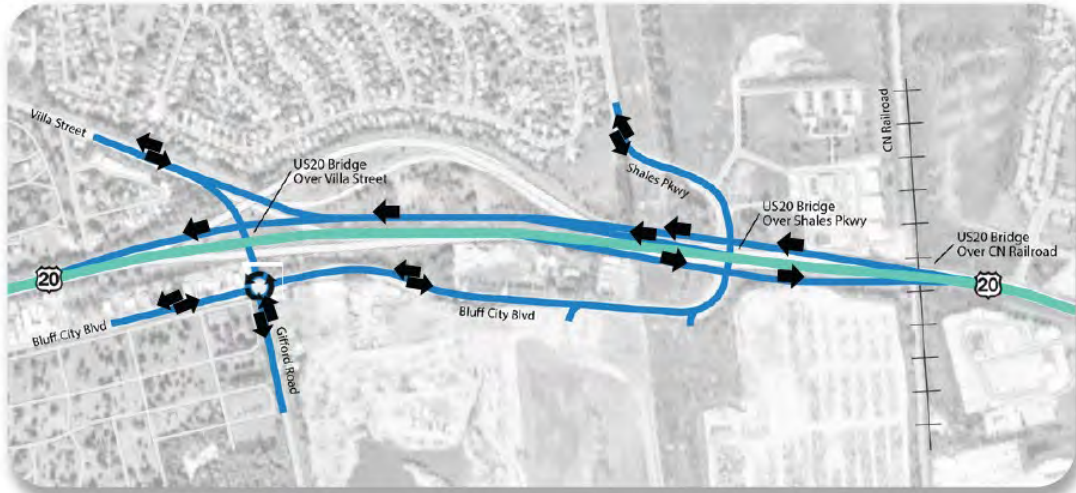 Villa Street
US20 Bridge
Over Villa Street
CN Railroad
Shales Pkwy
US20 Bridge
Over Shales Pkwy
US20 Bridge
Over CN Railroad
20
20
Bluff City Blvd
Bluff City Blvd
Gifford Road